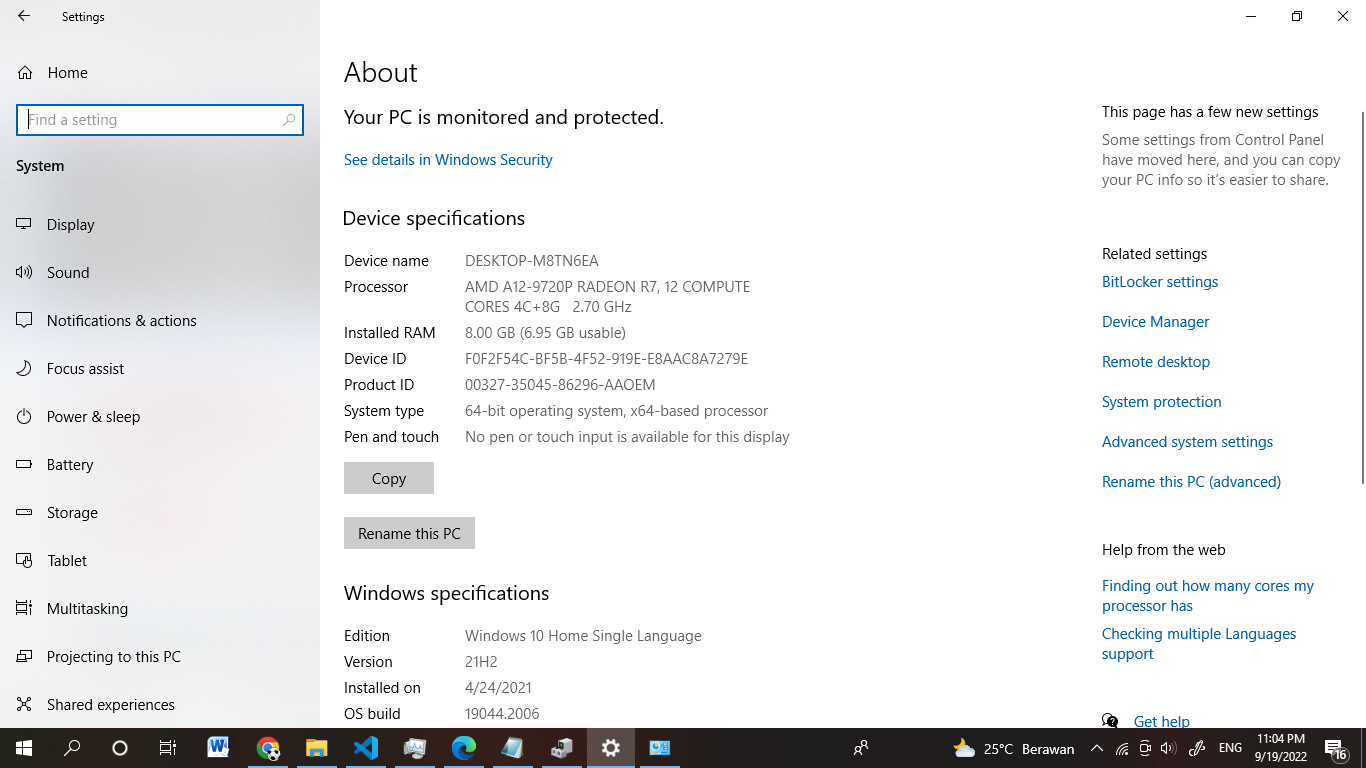 Settings
Home
Find a setting
System
Display
Sound
Notifications & actions
Focus assist
Power & sleep
Battery
Storage
Tablet
Multitasking
Projecting to this PC
Shared experiences
About
Your PC is monitored and protected.
See details in Windows Security
Device specifications
Device name DESKTOP-M8TN6EA
Processor AMD A12-9720P RADEON R7, 12 COMPUTE
CORES 4C+8G 2.70 GHz
Installed RAM 8.00 GB (6.95 GB usable)
Device ID F0F2F54C-BF5B-4F52-919E-E8AAC8A7279E
Product ID 00327-35045-86296-AAOEM
System type 64-bit operating system, x64-based processor
Pen and touch No pen or touch input is available for this display
Copy
Rename this PC
Windows specifications
Edition Windows 10 Home Single Language
Version 21H2
Installed on 4/24/2021
OS build 19044.2006
This page has a few new settings
Some settings from Control Panel
have moved here, and you can copy
your PC info so it’s easier to share.
Related settings
BitLocker settings
Device Manager
Remote desktop
System protection
Advanced system settings
Rename this PC (advanced)
Help from the web
Finding out how many cores my
processor has
Checking multiple Languages
support
Get help
25°C Berawan
ENG
11:04 PM
9/19/2022
16